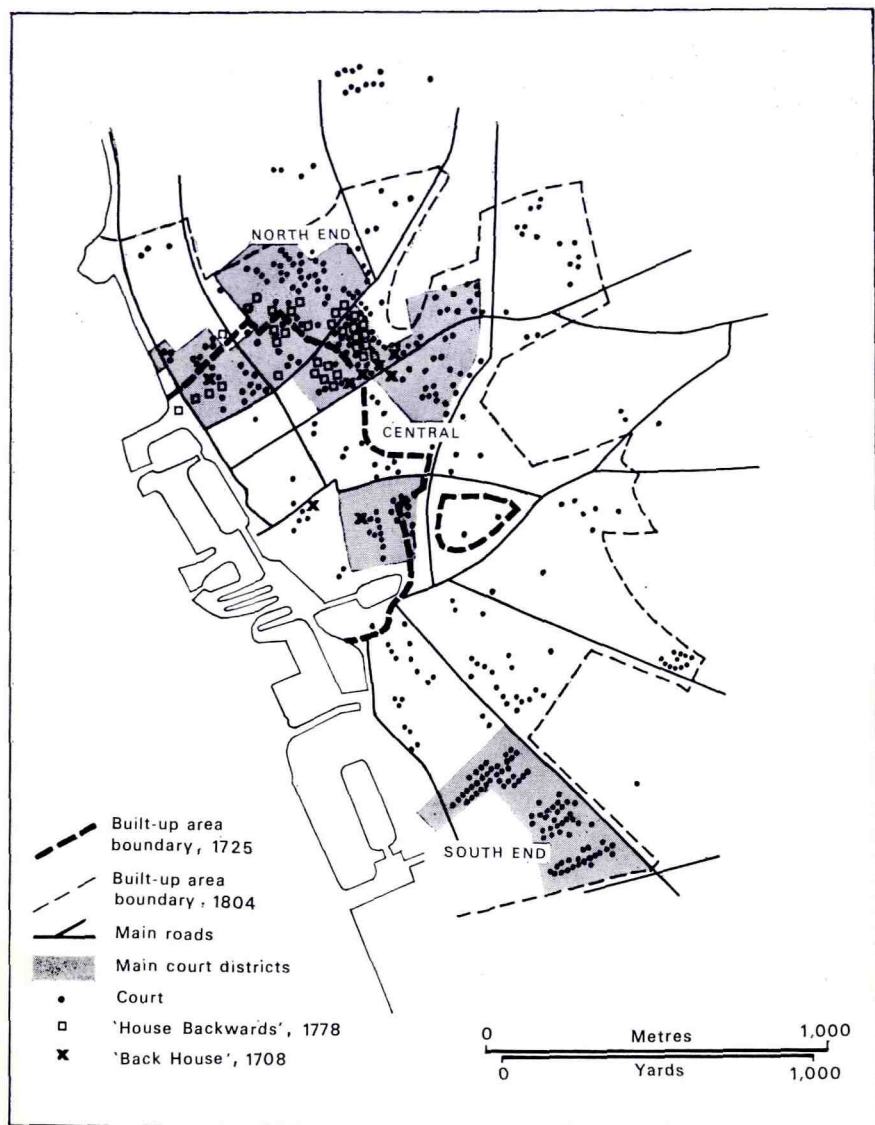 NORTH END
CENTRAL
SOUTH END
Built-up area
boundary, 1725
Built-up area
boundary, 1804
Main roads
Main court districts
Court
'House Backwards', 1778
'Back House', 1708
0 Metres 1,000
0 Yards 1,000